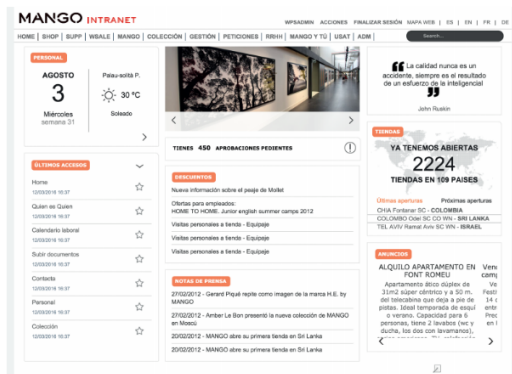 MANGO INTRANET
WPSADMIN ACCIONES FINALIZAR SESIÓN MAPA WEB | ES | EN | FR | DE
HOME | SHOP | SUPP | WSALE | MANGO | COLECCIÓN | GESTIÓN | PETICIONES | RRHH | MANGO Y TÚ | USAT | ADM |
Search...
PERSONAL
AGOSTO
3
Miércoles
semana 31
Palau-solità P.
30 ºC
Soleado
ÚLTIMOS ACCESOS
Home
12/03/2019 16:37
Quien es Quien
12/03/2019 16:37
Calendario laboral
12/03/2019 16:37
Subir documentos
12/03/2019 16:37
Contacta
12/03/2019 16:37
Personal
12/03/2019 16:37
Colección
12/03/2019 16:37
TIENES 450 APROBACIONES PEDIENTES
DESCUENTOS
Nueva información sobre el peaje de Mollet
Ofertas para empleados:
HOME TO HOME. Junior english summer camps 2012
Visitas personales a tienda - Equipaje
Visitas personales a tienda - Equipaje
Visitas personales a tienda - Equipaje
NOTAS DE PRENSA
27/02/2012 - Gerard Piqué repite como imagen de la marca H.E. by
MANGO
27/02/2012 - Amber Le Bon presentó la nueva colección de MANGO
en Moscú
20/02/2012 - MANGO abre su primera tienda en Sri Lanka
20/02/2012 - MANGO abre su primera tienda en Sri Lanka
La calidad nunca es un
accidente, siempre es el resultado
de un esfuerzo de la inteligencial
John Ruskin
TIENDAS
YA TENEMOS ABIERTAS
2224
TIENDAS EN 109 PAISES
Últimas aperturas Próximas aperturas
CHIA Fontanar SC - COLOMBIA
COLOMBO Odel SC CO WN - SRI LANKA
TEL AVIV Ramat Aviv SC WN - ISRAEL
ANUNCIOS
ALQUILO APARTAMENTO EN
FONT ROMEU
Apartamento ático dúplex de
31m2 súper céntrico y a 50 m.
del telecabina que deja a pie de
pistas. Ideal temporada de esquí
o verano. Capacidad para 6
personas, tiene 2 lavabos (wc y
ducha, los dos con lavamanos),